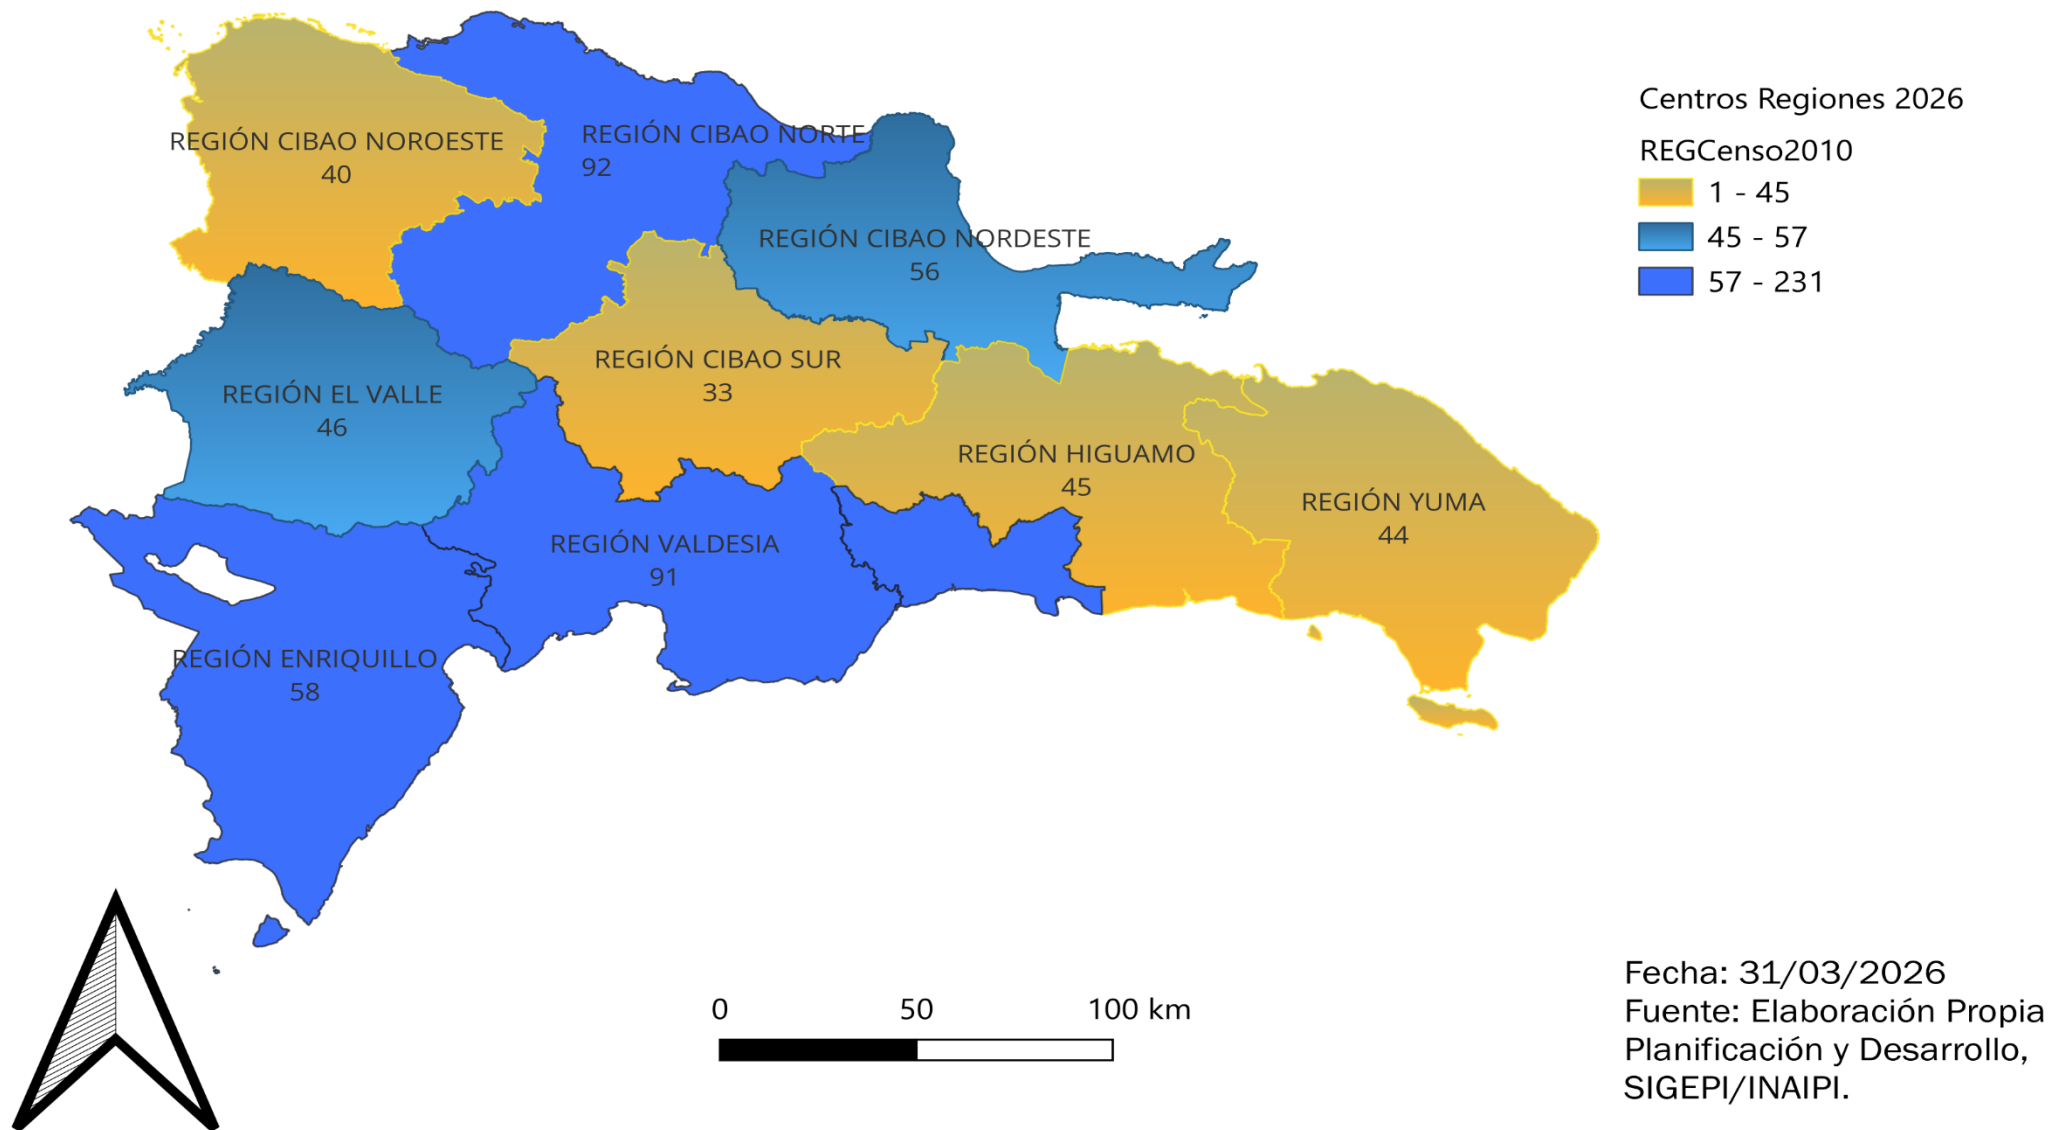 REGIÓN CIBAO NOROESTE
40
REGIÓN CIBAO NORTE
92
REGIÓN CIBAO NORDESTE
56
REGIÓN CIBAO SUR
33
REGIÓN EL VALLE
46
REGIÓN HIGUAMO
45
REGIÓN YUMA
44
REGIÓN VALDESIA
91
REGIÓN ENRIQUILLO
58
Centros Regiones 2026
REGCenso2010
1 - 45
45 - 57
57 - 231
0 50 100 km
Fecha: 31/03/2026
Fuente: Elaboración Propia
Planificación y Desarrollo,
SIGEPI/INAIPI.